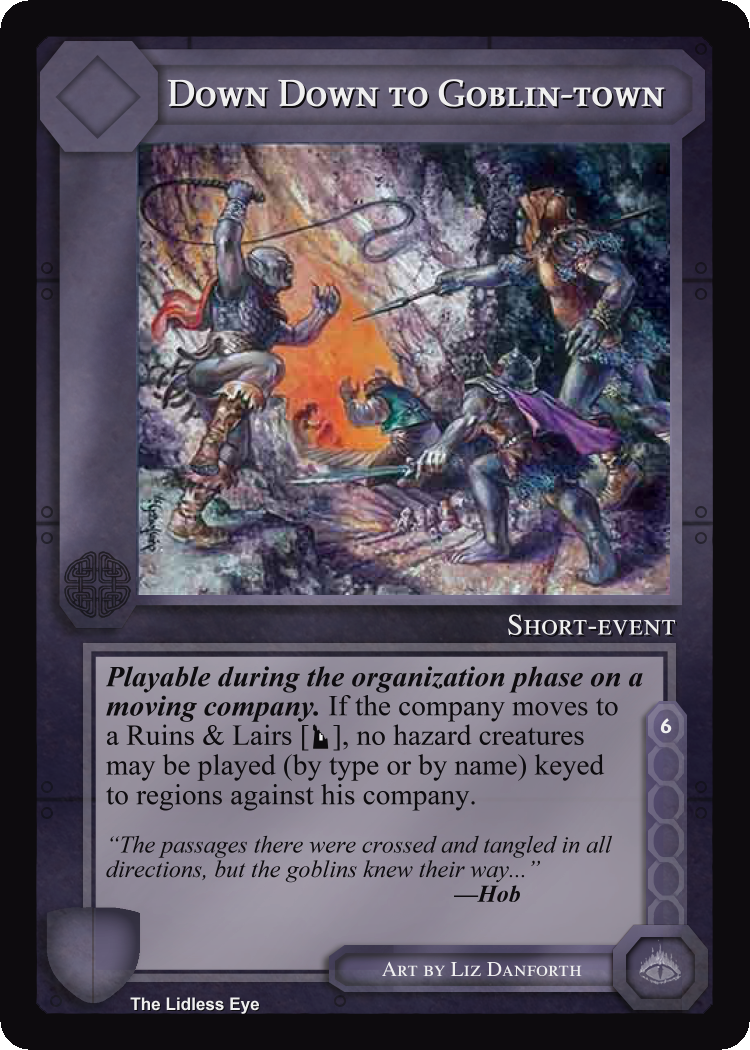 Down Down to Goblin-town
Short-event
Playable during the organization phase on a
moving company. If the company moves to
a Ruins & Lairs [ ], no hazard creatures
may be played (by type or by name) keyed
to regions against his company.
6
“The passages there were crossed and tangled in all
directions, but the goblins knew their way...”
—Hob
Art by Liz Danforth
The Lidless Eye